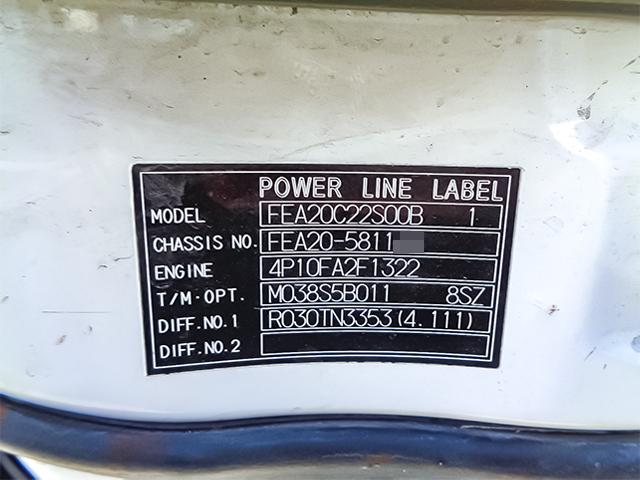 POWER LINE LABEL
MODEL FEA20C22S00B 1
CHASSIS NO. FEA20-5811
ENGINE 4P10FA2F1322
T/M·OPT. M038S5B011 8SZ
DIFF.NO.1 R030TN3353(4.111)
DIFF.NO.2